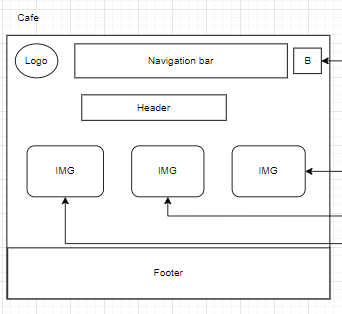 Cafe
Logo
Navigation bar
B
Header
IMG
IMG
IMG
Footer